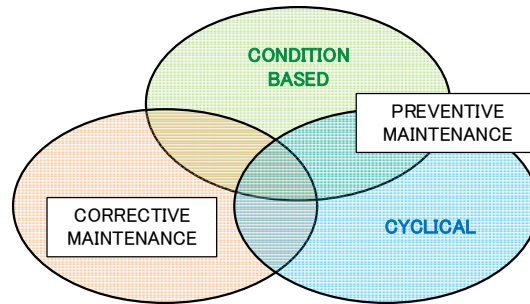 CONDITION
BASED
PREVENTIVE
MAINTENANCE
CORRECTIVE
MAINTENANCE
CYCLICAL